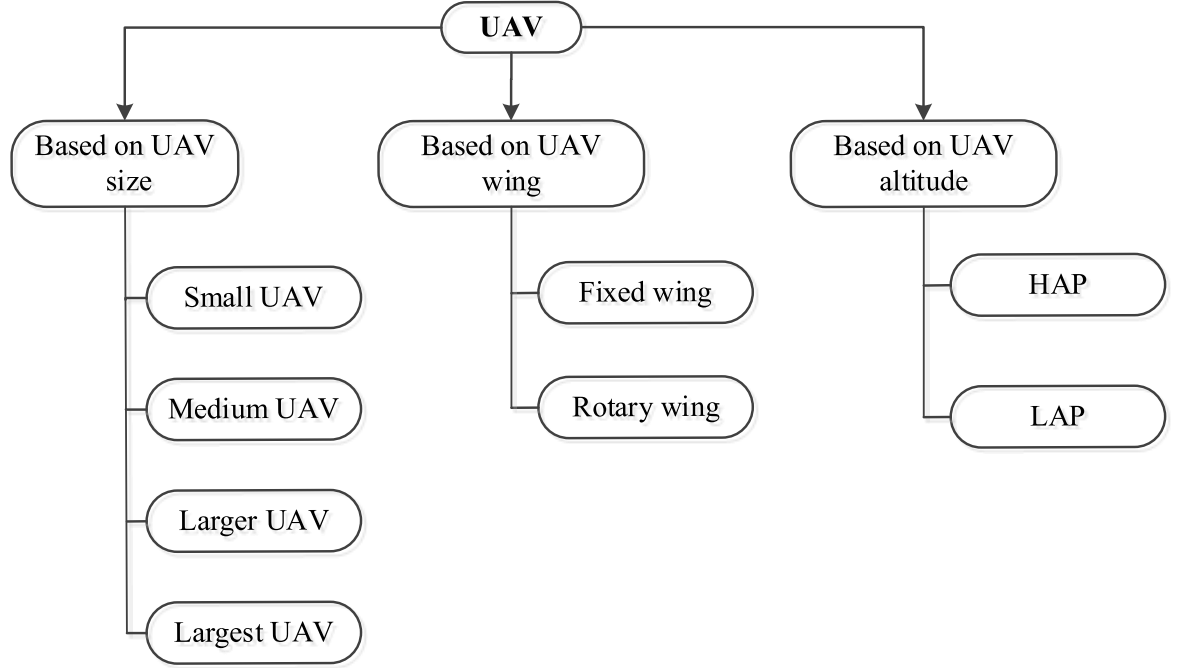 UAV
Based on UAV
size
Based on UAV
wing
Based on UAV
altitude
Small UAV
Medium UAV
Larger UAV
Largest UAV
Fixed wing
Rotary wing
HAP
LAP